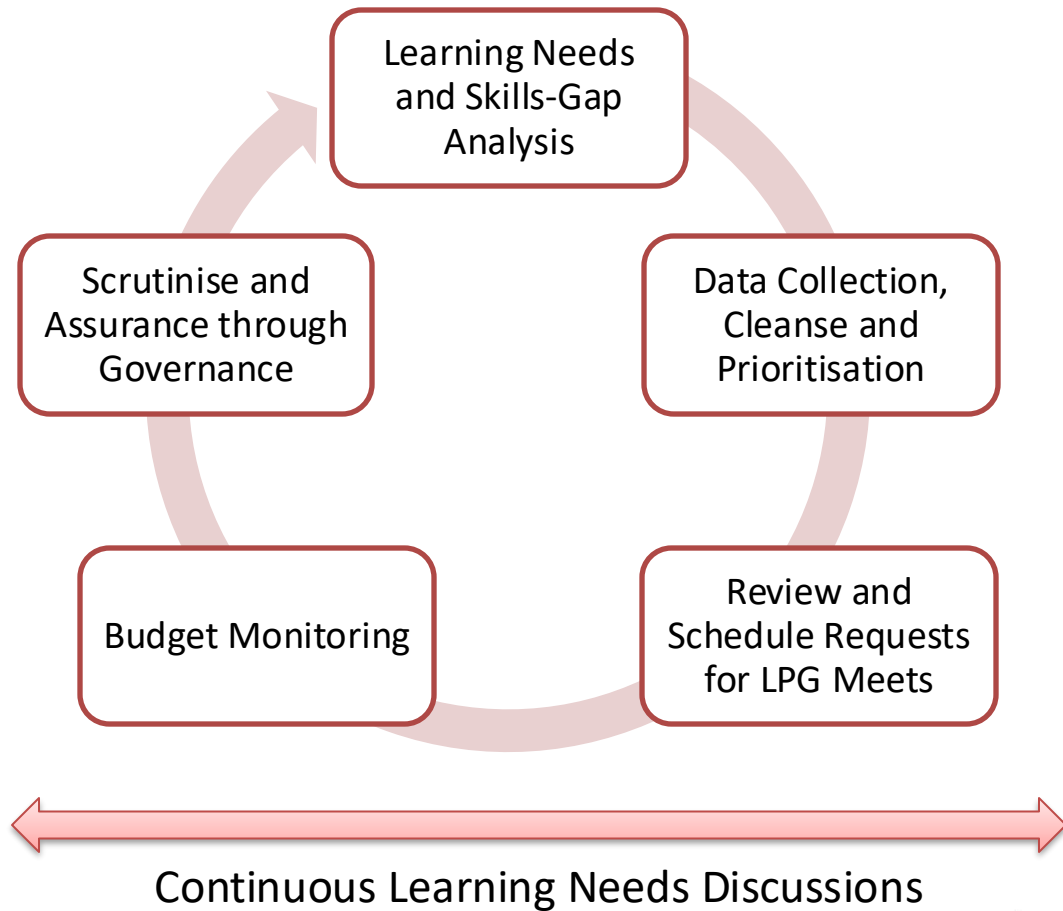 Learning Needs
and Skills-Gap
Analysis
Data Collection,
Cleanse and
Prioritisation
Review and
Schedule Requests
for LPG Meets
Budget Monitoring
Scrutinise and
Assurance through
Governance
Continuous Learning Needs Discussions